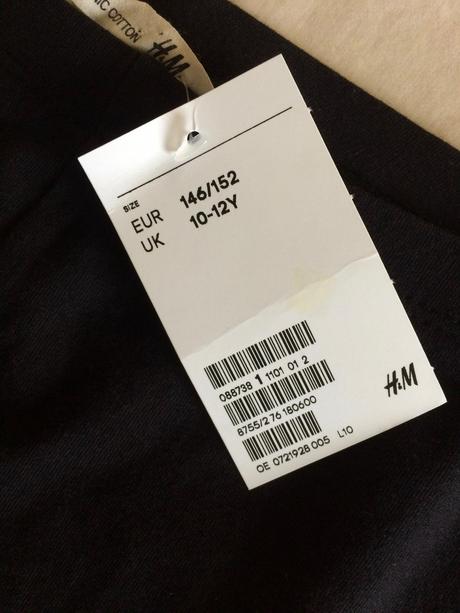 COTTON
H&M
SIZE
EUR 146/152
UK 10-12Y
088738 1 1101 01 2
8755/2 76 180600
OE 0721928 005 L10
H&M